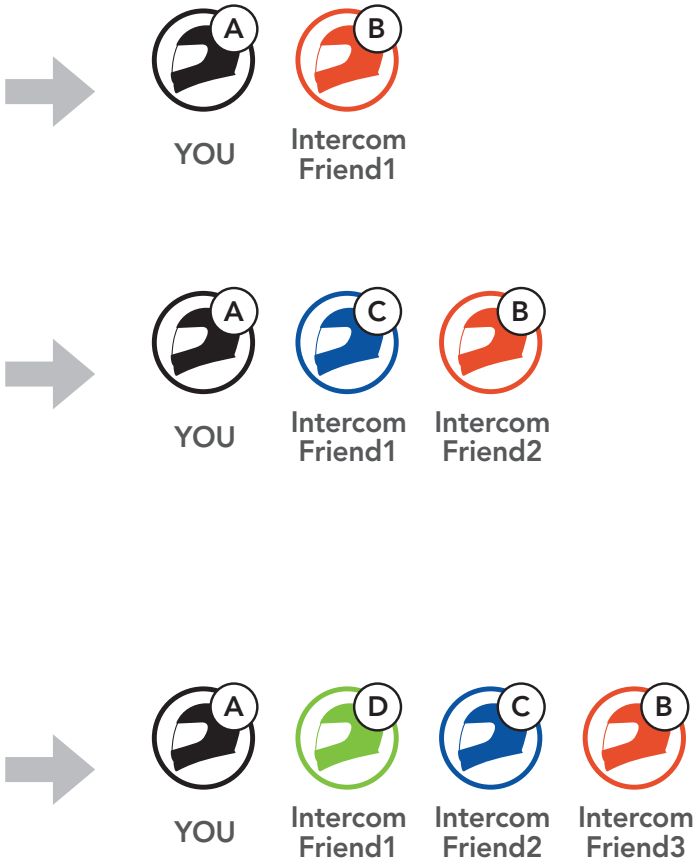 A B
YOU Intercom
Friend1
A C B
YOU Intercom Intercom
Friend1 Friend2
A D C B
YOU Intercom Intercom Intercom
Friend1 Friend2 Friend3